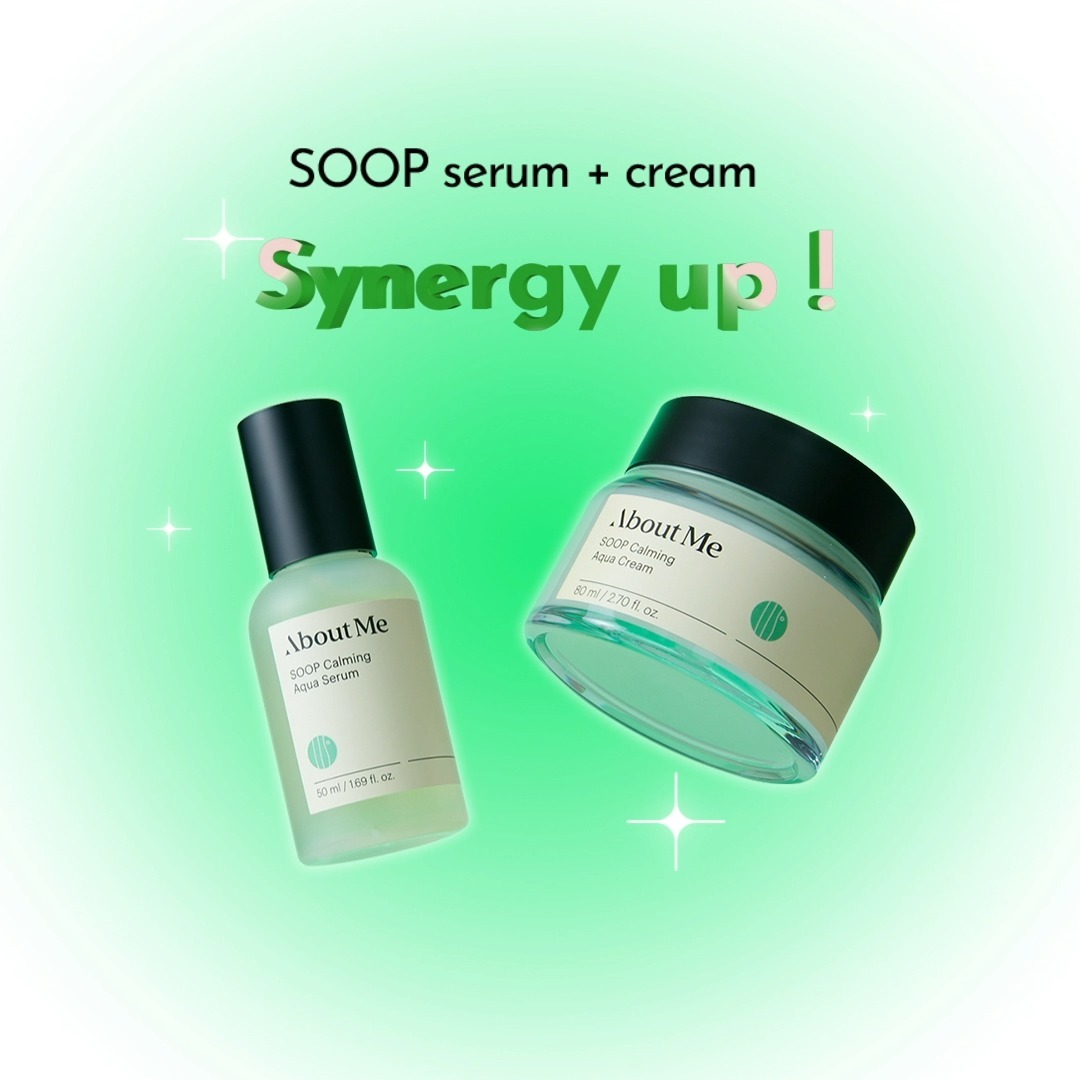 SOOP serum + cream
Synergy up !
About Me
SOOP Calming
Aqua Serum
50 ml / 1.69 fl. oz.
About Me
SOOP Calming
Aqua Cream
80 ml / 2.70 fl. oz.